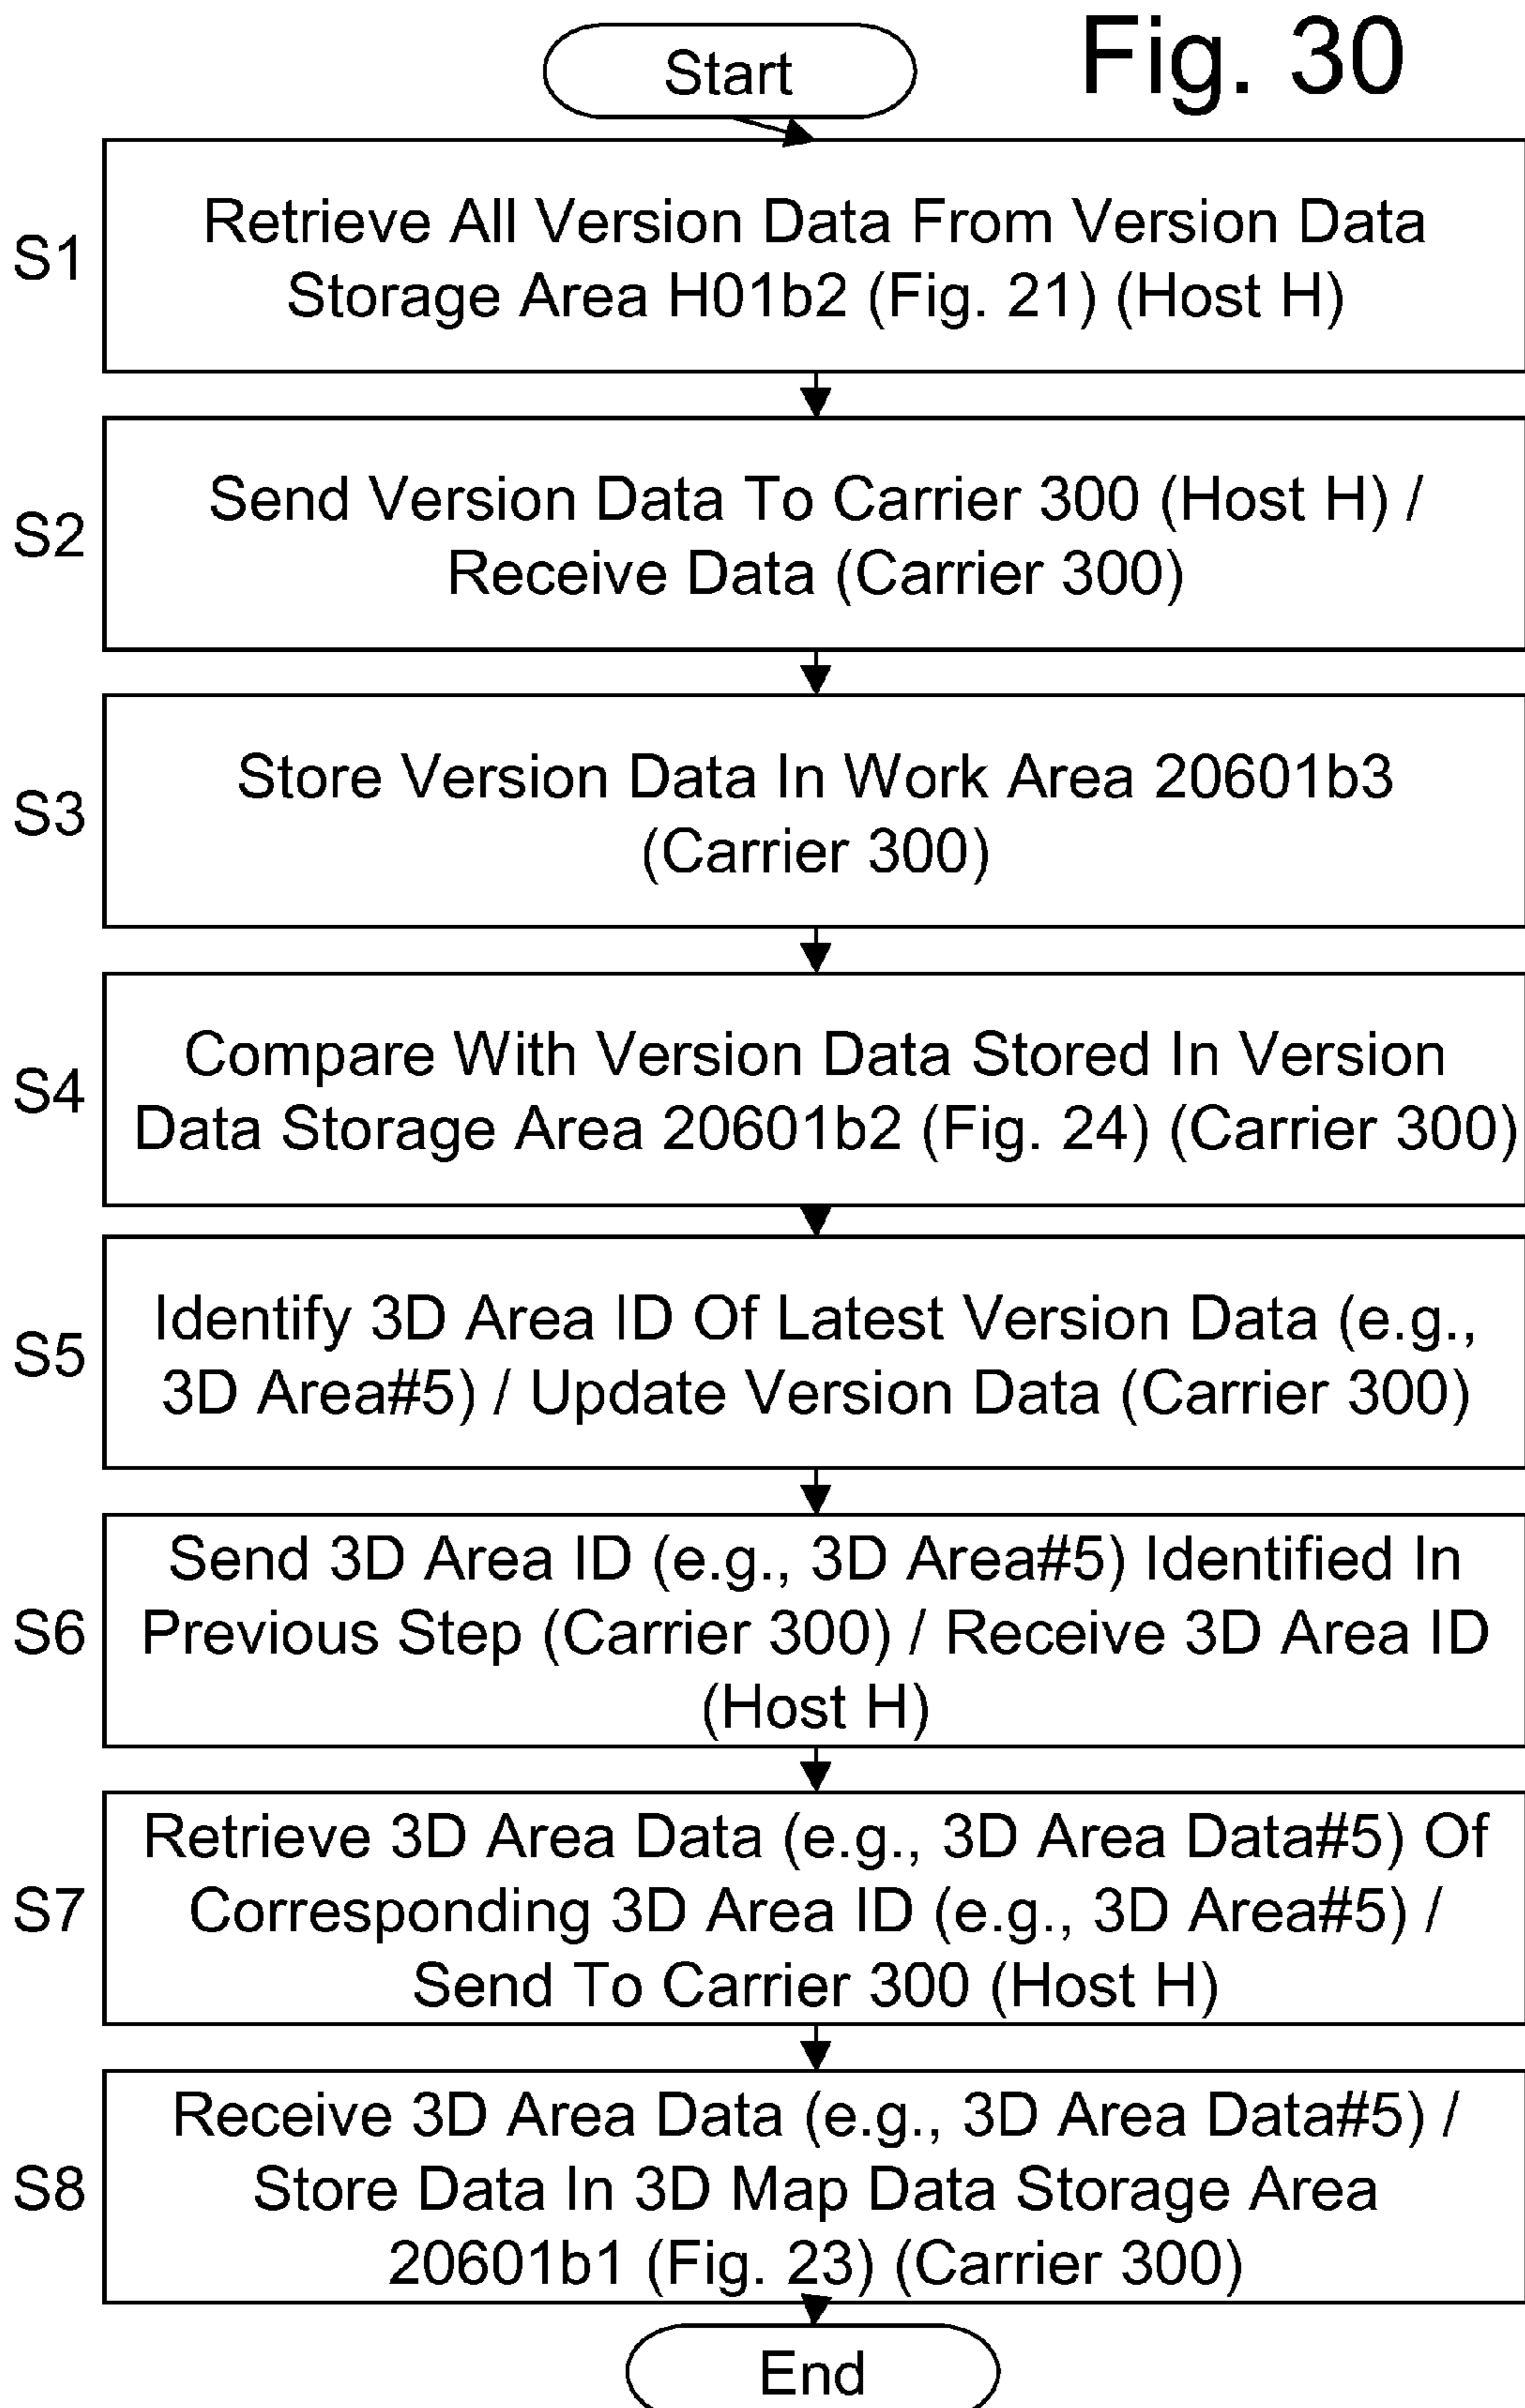 Fig. 30
Start
S1
Retrieve All Version Data From Version Data
Storage Area H01b2 (Fig. 21) (Host H)
S2
Send Version Data To Carrier 300 (Host H) /
Receive Data (Carrier 300)
S3
Store Version Data In Work Area 20601b3
(Carrier 300)
S4
Compare With Version Data Stored In Version
Data Storage Area 20601b2 (Fig. 24) (Carrier 300)
S5
Identify 3D Area ID Of Latest Version Data (e.g.,
3D Area#5) / Update Version Data (Carrier 300)
S6
Send 3D Area ID (e.g., 3D Area#5) Identified In
Previous Step (Carrier 300) / Receive 3D Area ID
(Host H)
S7
Retrieve 3D Area Data (e.g., 3D Area Data#5) Of
Corresponding 3D Area ID (e.g., 3D Area#5) /
Send To Carrier 300 (Host H)
S8
Receive 3D Area Data (e.g., 3D Area Data#5) /
Store Data In 3D Map Data Storage Area
20601b1 (Fig. 23) (Carrier 300)
End